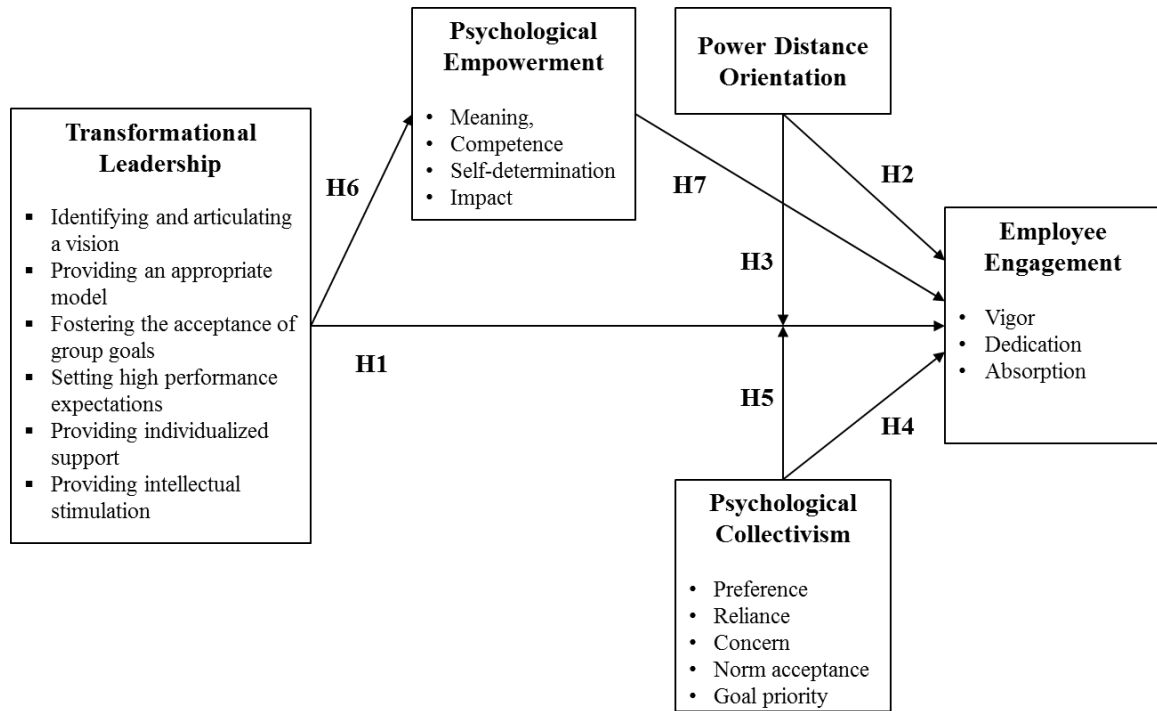 Psychological
Empowerment
• Meaning,
• Competence
• Self-determination
• Impact
Power Distance
Orientation
Transformational
Leadership
▪ Identifying and articulating
a vision
▪ Providing an appropriate
model
▪ Fostering the acceptance of
group goals
▪ Setting high performance
expectations
▪ Providing individualized
support
▪ Providing intellectual
stimulation
H6
H7
H2
H3
H1
H5
H4
Employee
Engagement
• Vigor
• Dedication
• Absorption
Psychological
Collectivism
• Preference
• Reliance
• Concern
• Norm acceptance
• Goal priority